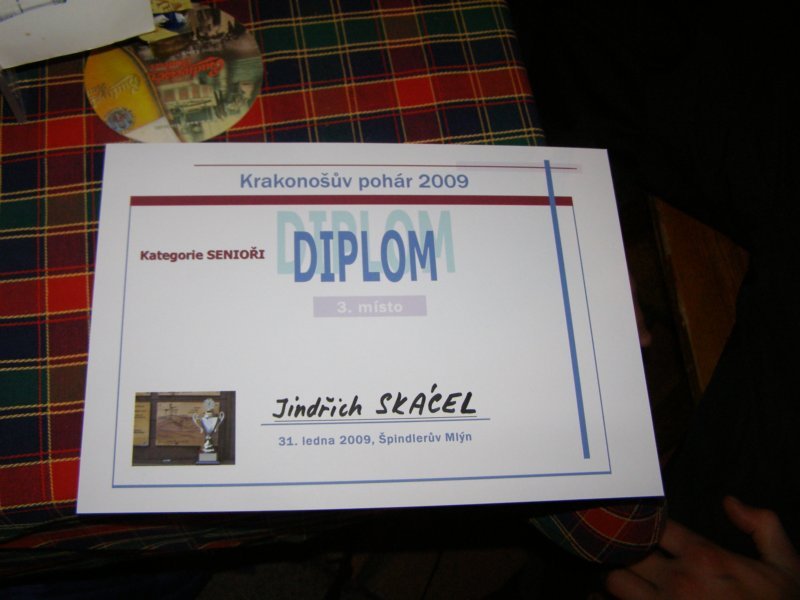 Krakonošův pohár 2009
Kategorie SENIOŘI
DIPLOM
3. místo
Jindřich SKÁCEL
31. ledna 2009, Špindlerův Mlýn